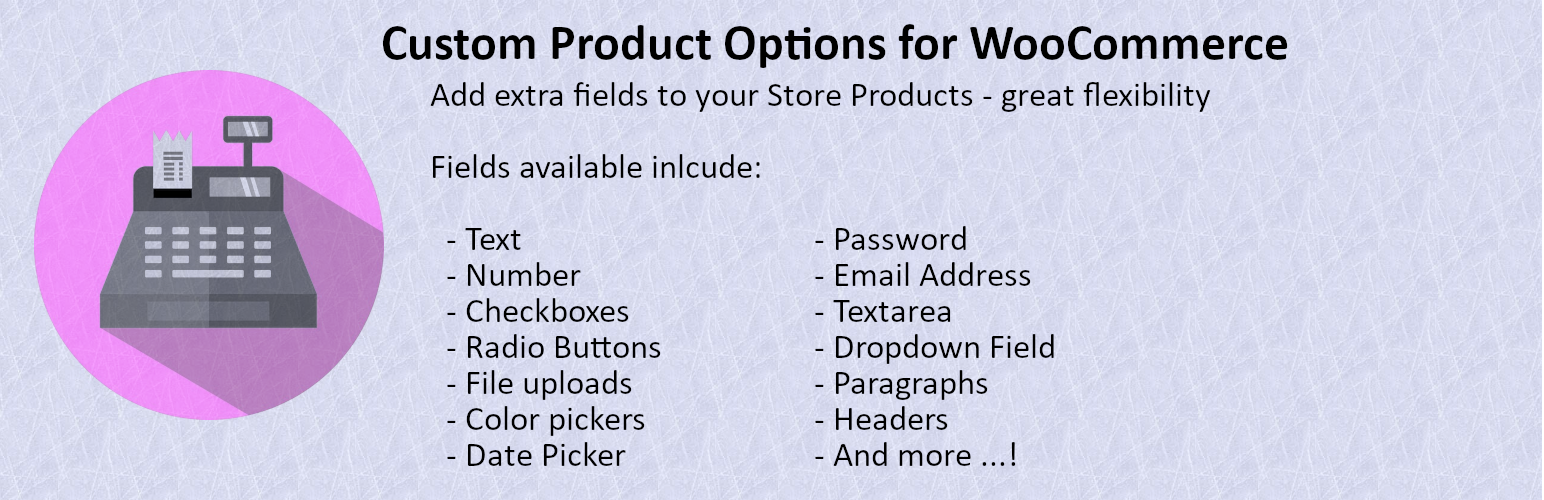 Custom Product Options for WooCommerce
Add extra fields to your Store Products - great flexibility
Fields available inlcude:
- Text
- Number
- Checkboxes
- Radio Buttons
- File uploads
- Color pickers
- Date Picker
- Password
- Email Address
- Textarea
- Dropdown Field
- Paragraphs
- Headers
- And more ...!